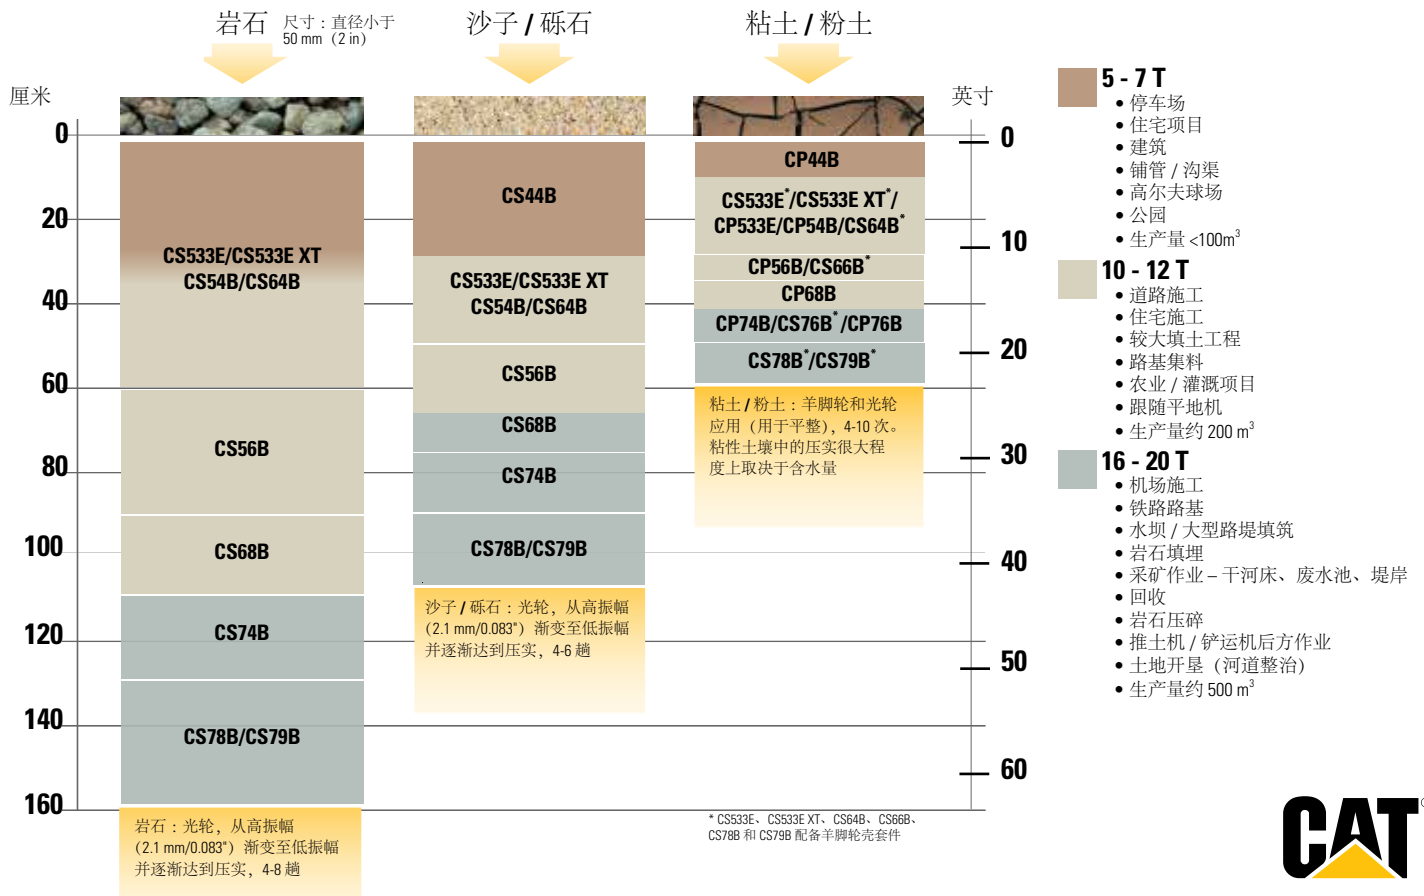 岩石 尺寸：直径小于
50 mm（2 in）
沙子 / 砾石
粘土 / 粉土
厘米
英寸
0
20
40
60
80
100
120
140
160
0
10
20
30
40
50
60
CS533E/CS533E XT
CS54B/CS64B
CS56B
CS68B
CS74B
CS78B/CS79B
岩石：光轮，从高振幅
(2.1 mm/0.083"）渐变至低振幅
并逐渐达到压实，4-8 趟
CS44B
CS533E/CS533E XT
CS54B/CS64B
CS56B
CS68B
CS74B
CS78B/CS79B
沙子 / 砾石：光轮，从高振幅
(2.1 mm/0.083"）渐变至低振幅
并逐渐达到压实，4-6 趟
CP44B
CS533E*/CS533E XT*/
CP533E/CP54B/CS64B*
CP56B/CS66B*
CP68B
CP74B/CS76B*/CP76B
CS78B*/CS79B*
粘土 / 粉土：羊脚轮和光轮
应用（用于平整），4-10 次。
粘性土壤中的压实很大程
度上取决于含水量
* CS533E、CS533E XT、CS64B、CS66B、
CS78B 和 CS79B 配备羊脚轮壳套件
5 - 7 T
• 停车场
• 住宅项目
• 建筑
• 铺管 / 沟渠
• 高尔夫球场
• 公园
• 生产量 <100m³
10 - 12 T
• 道路施工
• 住宅施工
• 较大填土工程
• 路基集料
• 农业 / 灌溉项目
• 跟随平地机
• 生产量约 200 m³
16 - 20 T
• 机场施工
• 铁路路基
• 水坝 / 大型路堤填筑
• 岩石填埋
• 采矿作业 – 干河床、废水池、堤岸
• 回收
• 岩石压碎
• 推土机 / 铲运机后方作业
• 土地开垦（河道整治）
• 生产量约 500 m³
CAT